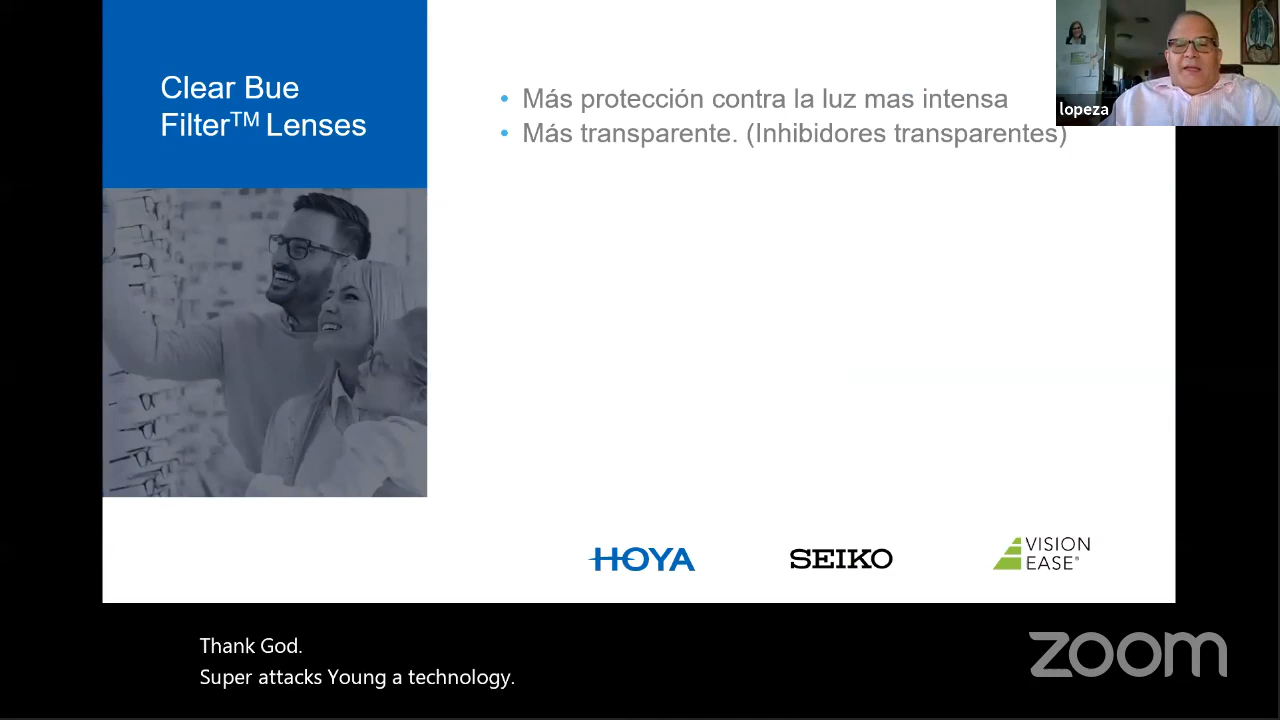 Clear Bue
Filter™ Lenses
• Más protección contra la luz mas intensa
• Más transparente. (Inhibidores transparentes)
lopeza
HOYA
SEIKO
VISION
EASE®
Thank God.
Super attacks Young a technology.
zoom